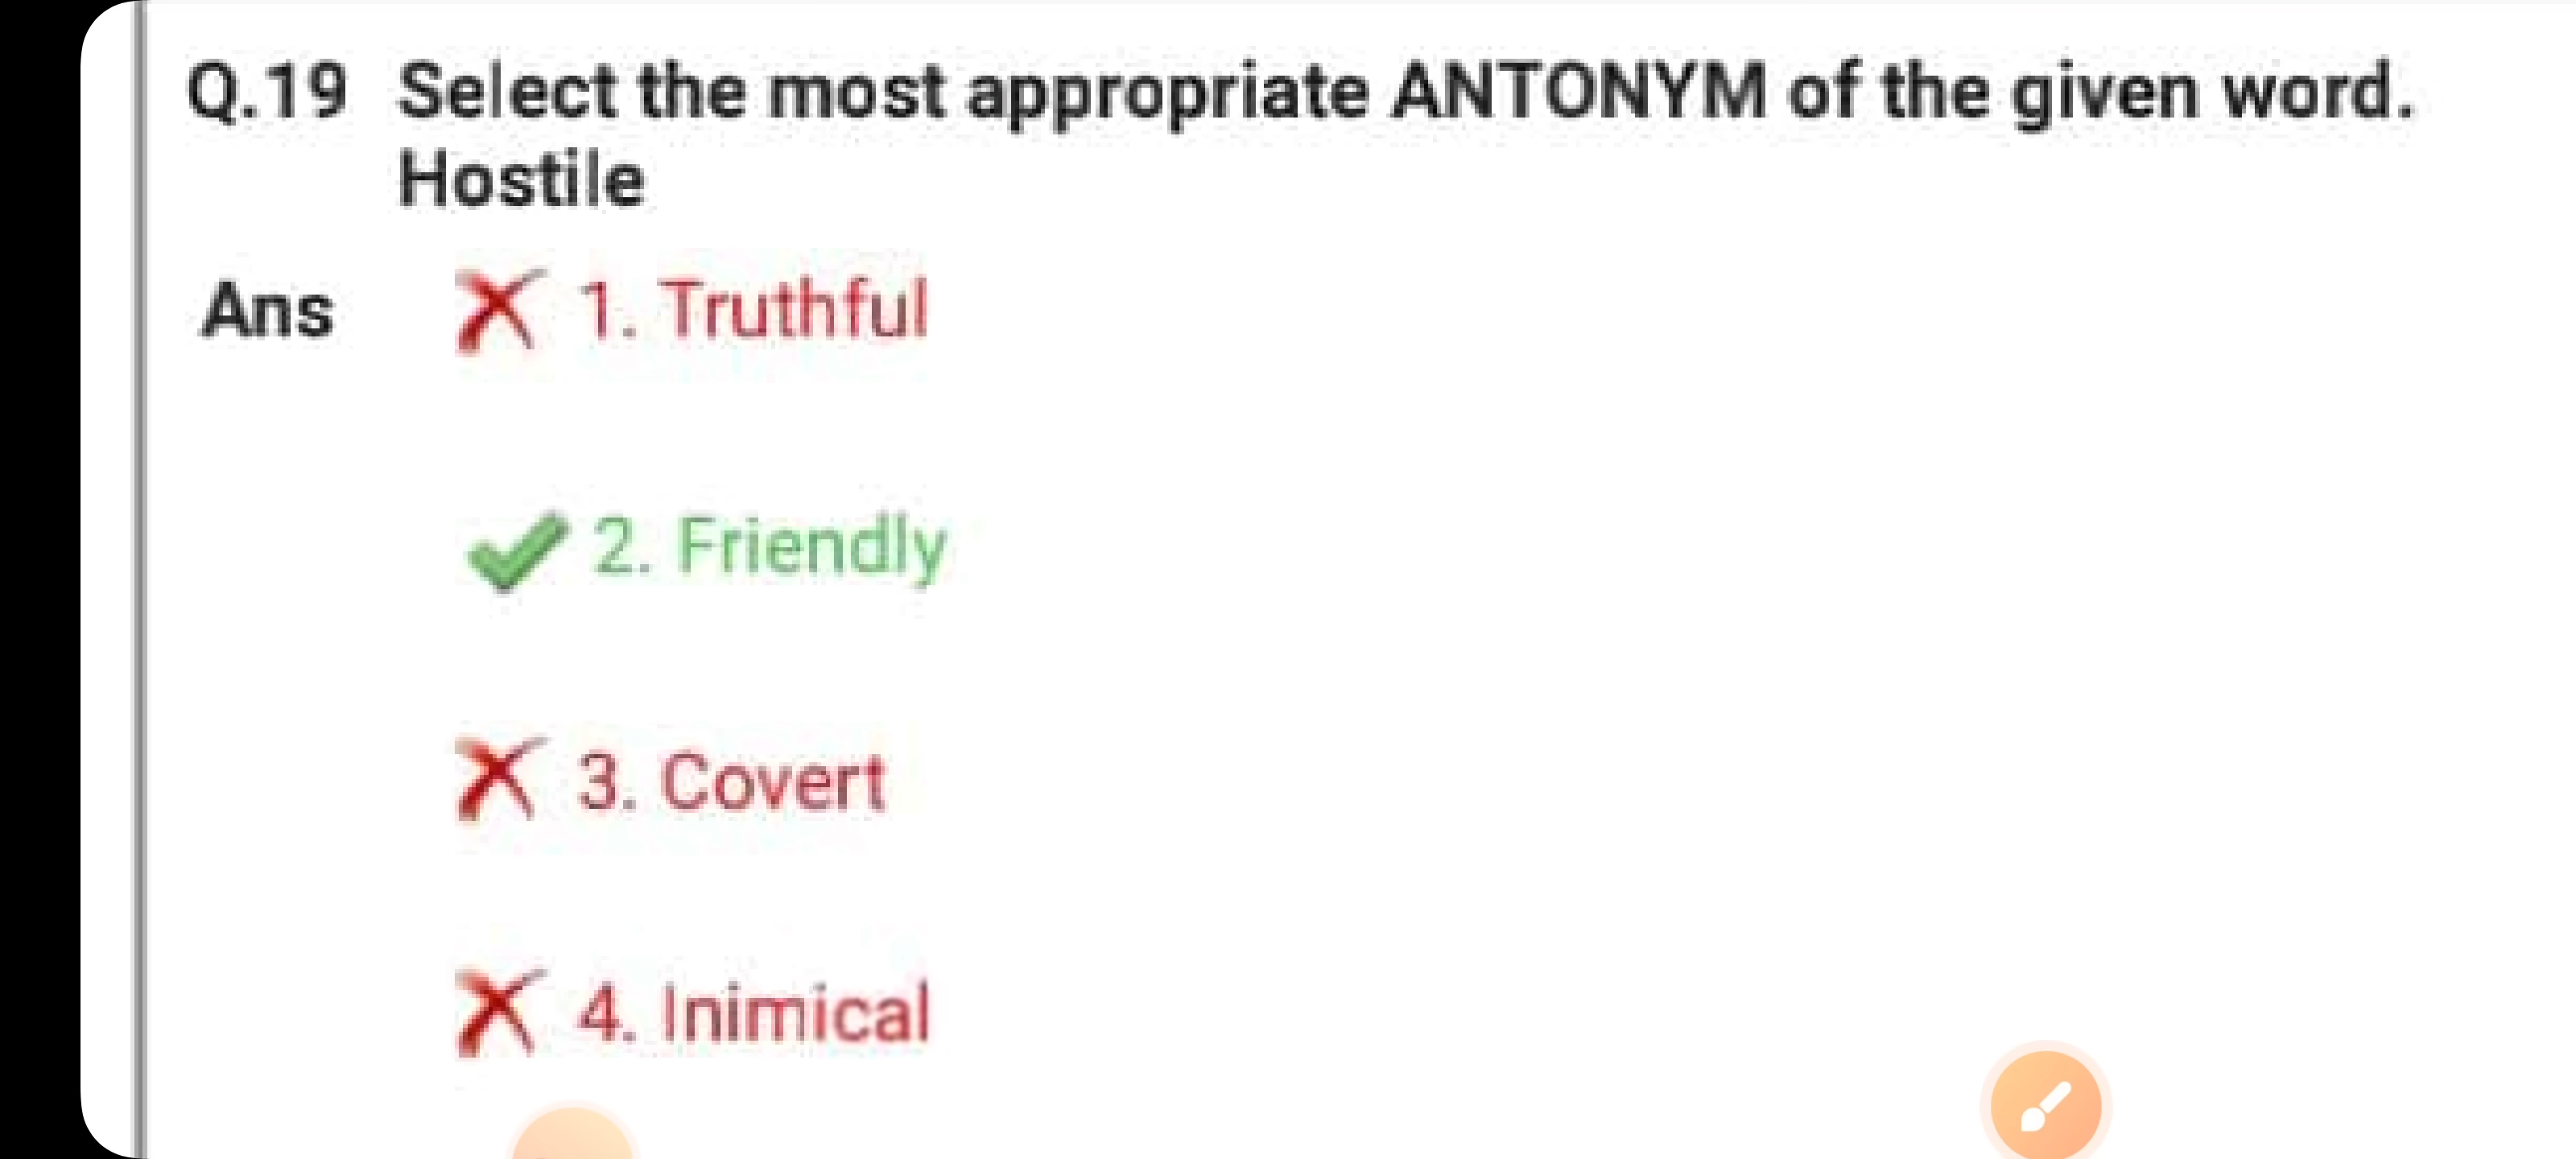 Q.19 Select the most appropriate ANTONYM of the given word.
Hostile
Ans 1. Truthful
2. Friendly
3. Covert
4. Inimical